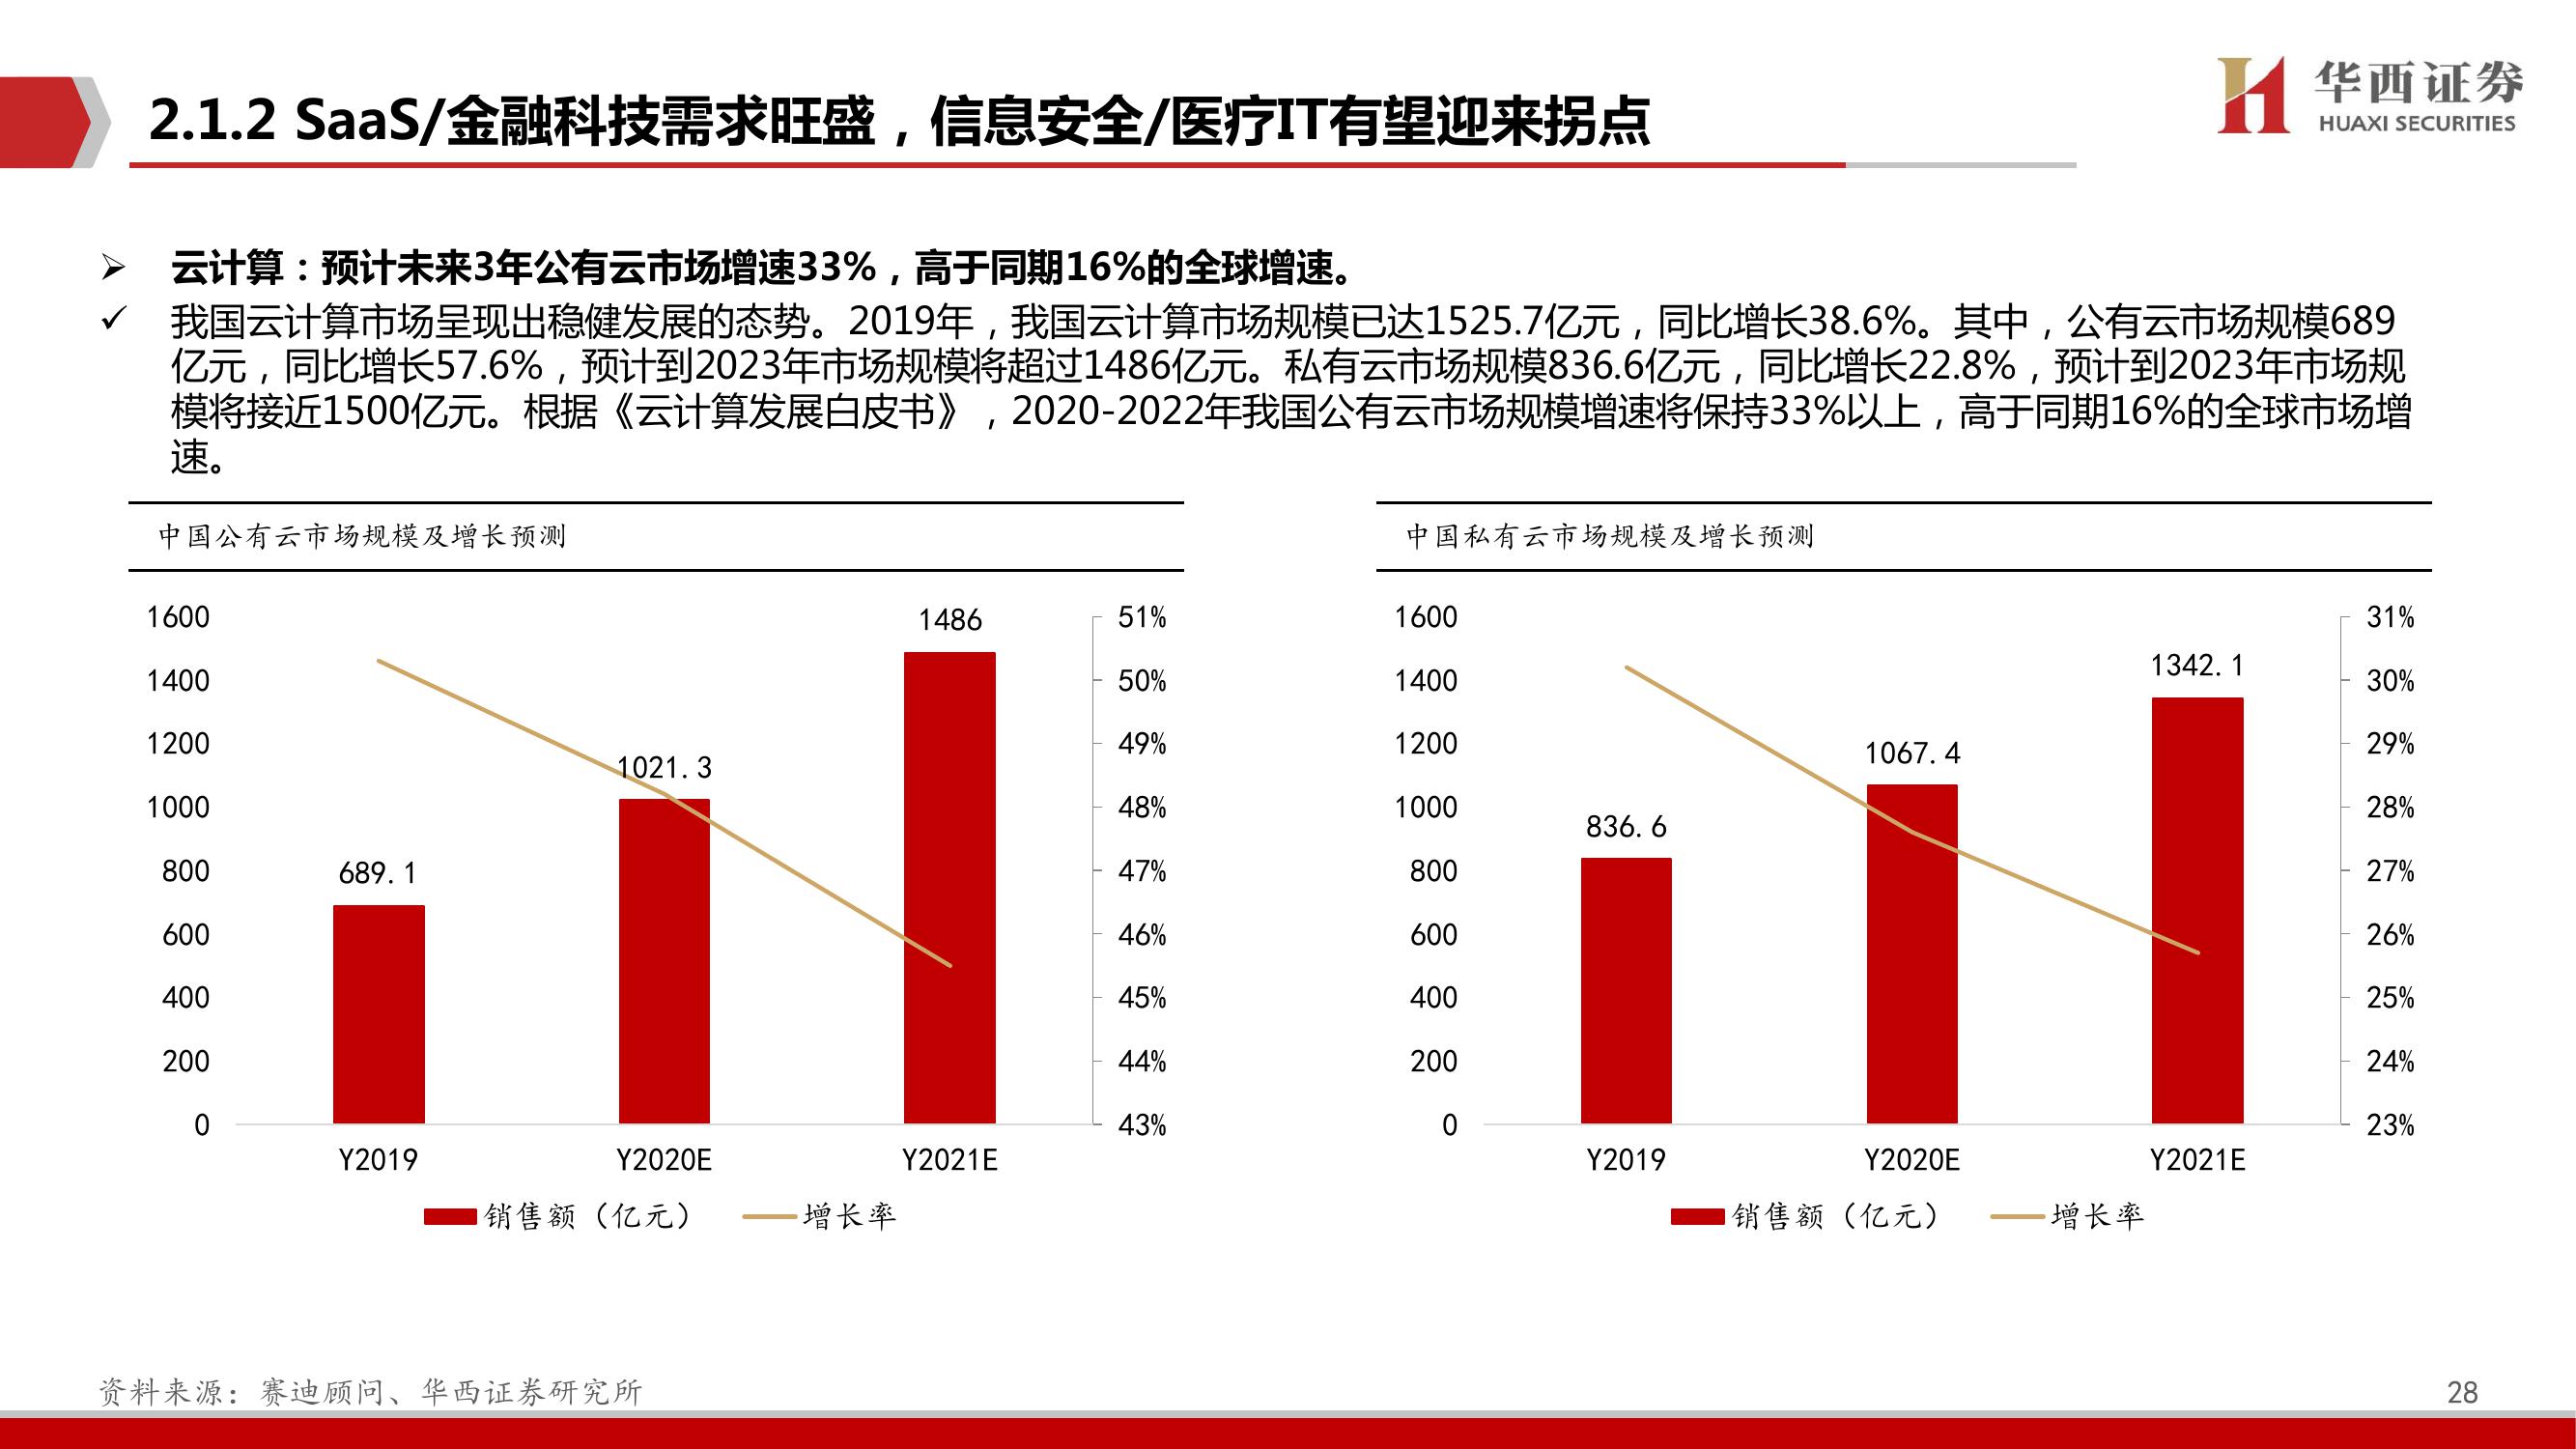 2.1.2 SaaS/金融科技需求旺盛，信息安全/医疗IT有望迎来拐点
华西证券
HUAXI SECURITIES
云计算：预计未来3年公有云市场增速33%，高于同期16%的全球增速。
我国云计算市场呈现出稳健发展的态势。2019年，我国云计算市场规模已达1525.7亿元，同比增长38.6%。其中，公有云市场规模689
亿元，同比增长57.6%，预计到2023年市场规模将超过1486亿元。私有云市场规模836.6亿元，同比增长22.8%，预计到2023年市场规
模将接近1500亿元。根据《云计算发展白皮书》，2020-2022年我国公有云市场规模增速将保持33%以上，高于同期16%的全球市场增
速。
中国公有云市场规模及增长预测
1600
1400
1200
1000
800
600
400
200
0
689.1
1021.3
1486
51%
50%
49%
48%
47%
46%
45%
44%
43%
Y2019 Y2020E Y2021E
销售额（亿元） 增长率
中国私有云市场规模及增长预测
1600
1400
1200
1000
800
600
400
200
0
836.6
1067.4
1342.1
31%
30%
29%
28%
27%
26%
25%
24%
23%
Y2019 Y2020E Y2021E
销售额（亿元） 增长率
资料来源：赛迪顾问、华西证券研究所
28